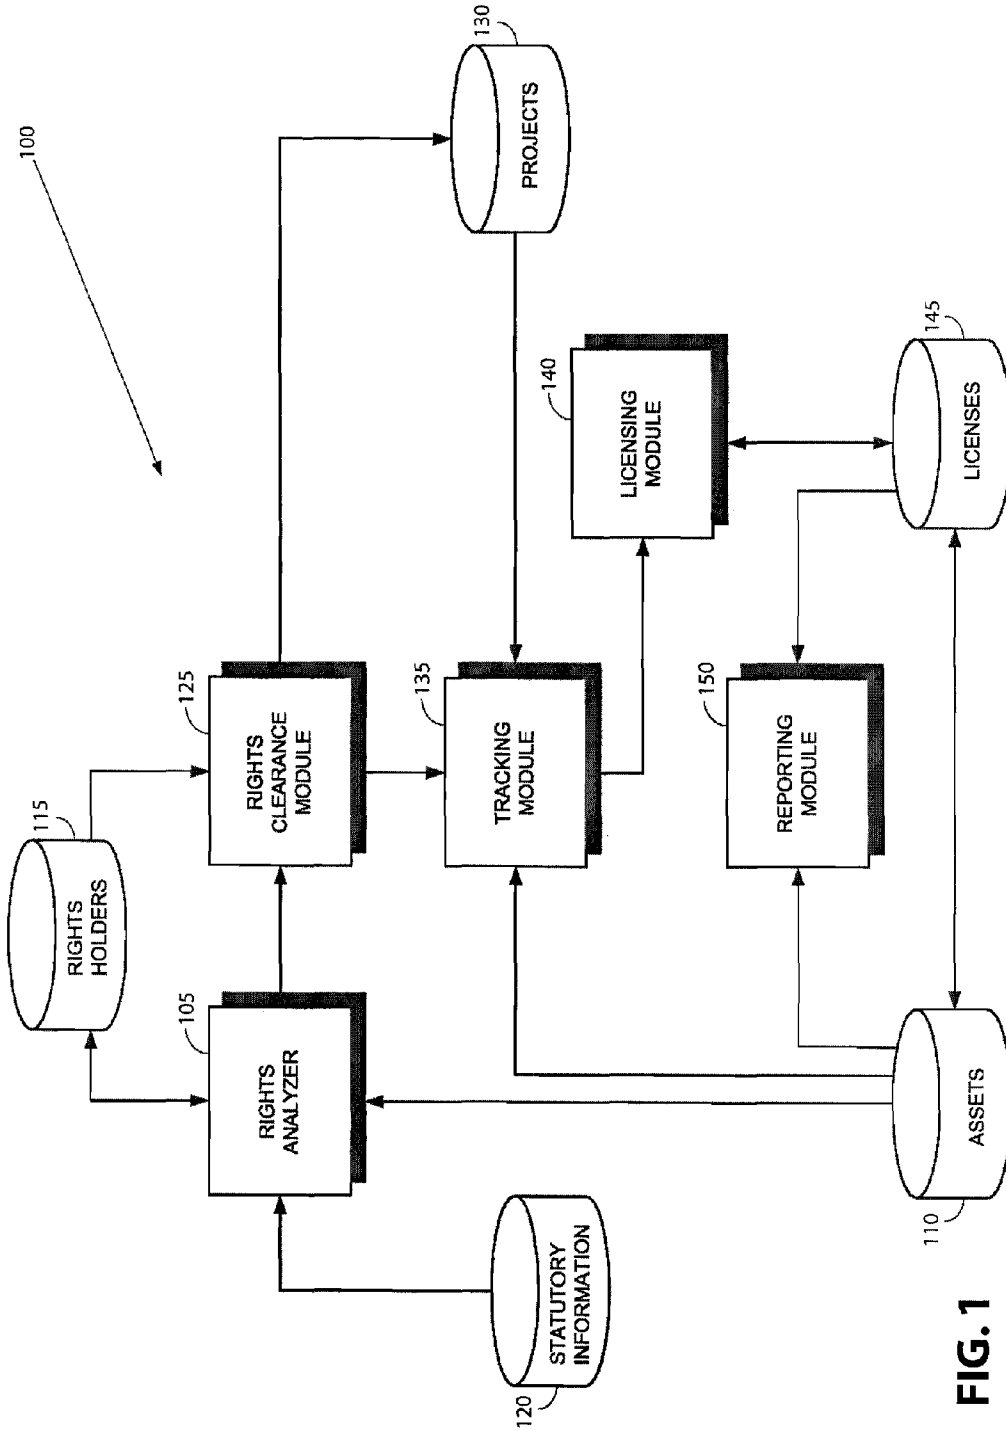 100
115
RIGHTS
HOLDERS
105
RIGHTS
ANALYZER
125
RIGHTS
CLEARANCE
MODULE
130
PROJECTS
120
STATUTORY
INFORMATION
135
TRACKING
MODULE
140
LICENSING
MODULE
150
REPORTING
MODULE
110
ASSETS
145
LICENSES
FIG. 1